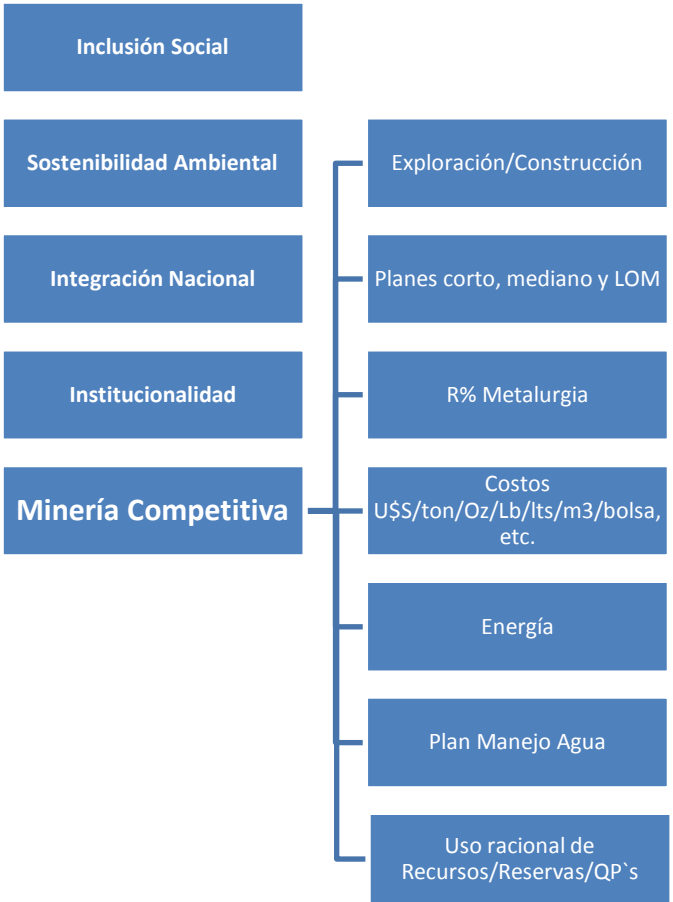 Inclusión Social
Sostenibilidad Ambiental
Integración Nacional
Institucionalidad
Minería Competitiva
Exploración/Construcción
Planes corto, mediano y LOM
R% Metalurgia
Costos
U$S/ton/Oz/Lb/lts/m3/bolsa,
etc.
Energía
Plan Manejo Agua
Uso racional de
Recursos/Reservas/QP`s